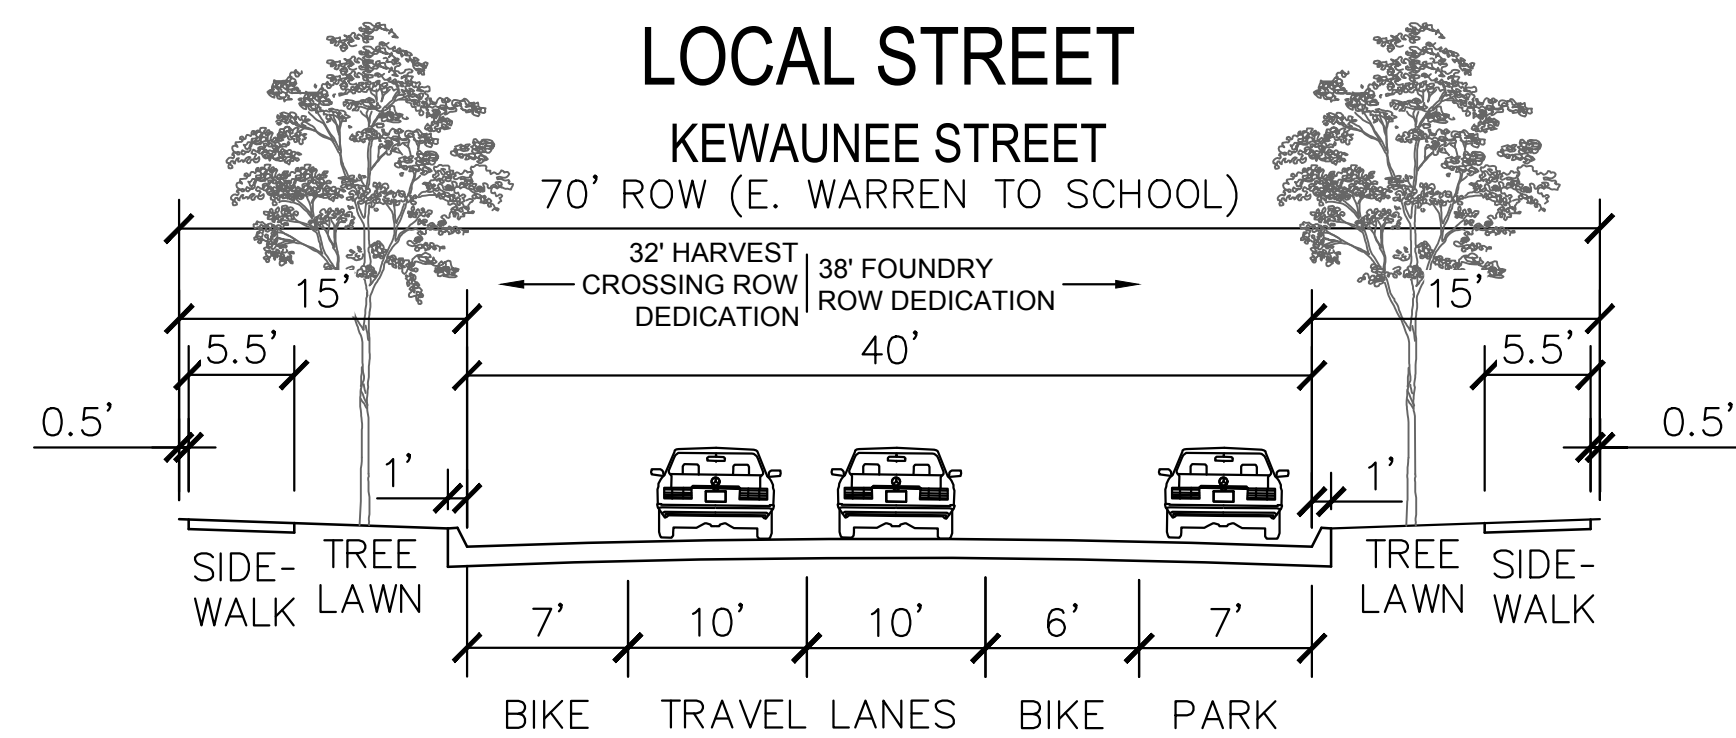 LOCAL STREET
KEWAUNEE STREET
70' ROW (E. WARREN TO SCHOOL)
32' HARVEST
CROSSING ROW
DEDICATION
38' FOUNDRY
ROW DEDICATION
15'
15'
5.5'
40'
5.5'
0.5'
0.5'
1'
1'
SIDE-
WALK
TREE
LAWN
TREE
LAWN
SIDE-
WALK
7' 10' 10' 6' 7'
BIKE TRAVEL LANES BIKE PARK